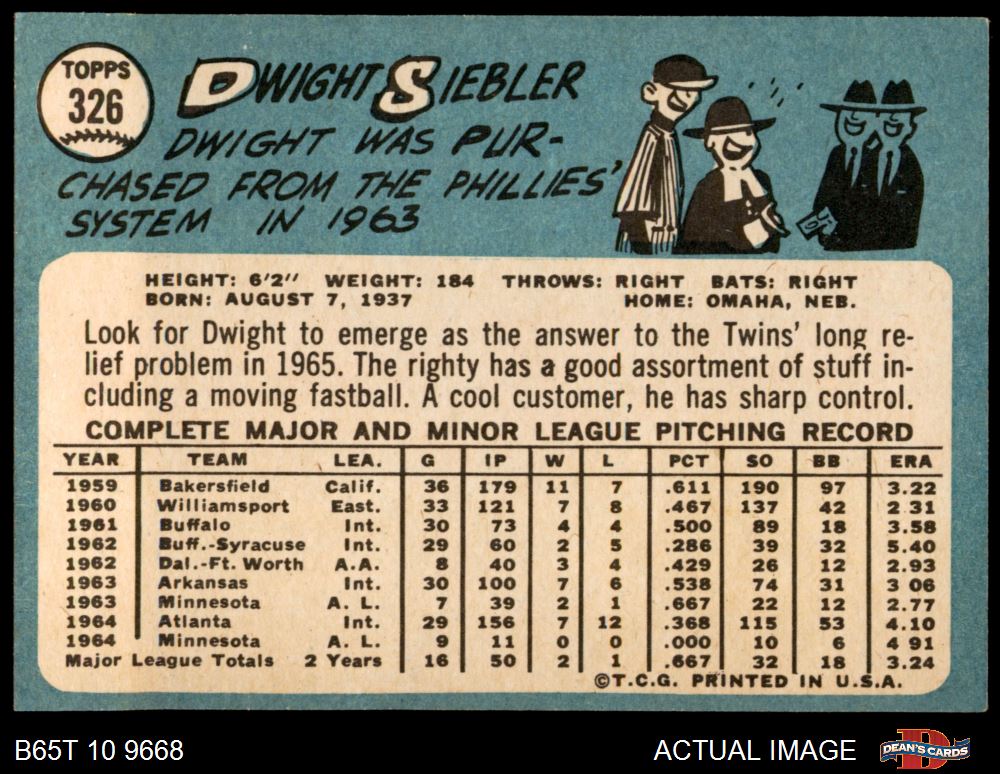 TOPPS
326
DWIGHT SIEBLER
DWIGHT WAS PUR-
CHASED FROM THE PHILLIES'
SYSTEM IN 1963
HEIGHT: 6'2" WEIGHT: 184 THROWS: RIGHT BATS: RIGHT
BORN: AUGUST 7, 1937 HOME: OMAHA, NEB.
Look for Dwight to emerge as the answer to the Twins' long re-
lief problem in 1965. The righty has a good assortment of stuff in-
cluding a moving fastball. A cool customer, he has sharp control.
COMPLETE MAJOR AND MINOR LEAGUE PITCHING RECORD
YEAR TEAM LEA. G IP W L PCT SO BB ERA
1959 Bakersfield Calif. 36 179 11 7 .611 190 97 3.22
1960 Williamsport East. 33 121 7 8 .467 137 42 2.31
1961 Buffalo Int. 30 73 4 4 .500 89 18 3.58
1962 Buff.-Syracuse Int. 29 60 2 5 .286 39 32 5.40
1962 Dal.-Ft. Worth A.A. 8 40 3 4 .429 26 12 2.93
1963 Arkansas Int. 30 100 7 6 .538 74 31 3 06
1963 Minnesota A. L. 7 39 2 1 .667 22 12 2.77
1964 Atlanta Int. 29 156 7 12 .368 115 53 4.10
1964 Minnesota A. L. 9 11 0 0 .000 10 6 4 91
Major League Totals 2 Years 16 50 2 1 .667 32 18 3.24
©T.C.G. PRINTED IN U.S.A.
B65T 10 9668 ACTUAL IMAGE DEAN'S CARDS